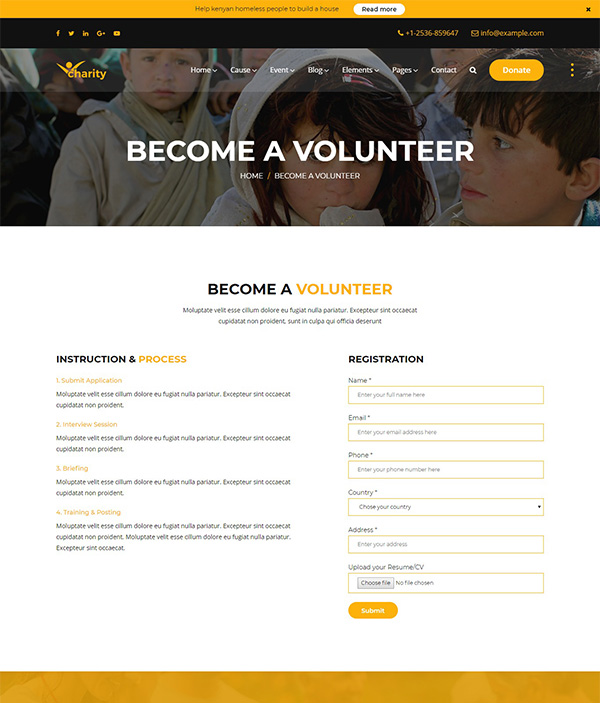 Help kenyan homeless people to build a house Read more
+1-2536-859647 info@example.com
charity Home Cause Event Blog Elements Pages Contact Donate
BECOME A VOLUNTEER
HOME / BECOME A VOLUNTEER
BECOME A VOLUNTEER
Moluptate velit esse cillum dolore eu fugiat nulla pariatur. Excepteur sint occaecat
cupidatat non proident, sunt in culpa qui officia deserunt
INSTRUCTION & PROCESS
1. Submit Application
Moluptate velit esse cillum dolore eu fugiat nulla pariatur. Excepteur sint occaecat
cupidatat non proident.
2. Interview Session
Moluptate velit esse cillum dolore eu fugiat nulla pariatur. Excepteur sint occaecat
cupidatat non proident.
3. Briefing
Moluptate velit esse cillum dolore eu fugiat nulla pariatur. Excepteur sint occaecat
cupidatat non proident.
4. Training & Posting
Moluptate velit esse cillum dolore eu fugiat nulla pariatur. Excepteur sint occaecat
cupidatat non proident. Moluptate velit esse cillum dolore eu fugiat nulla pariatur.
Excepteur sint occaecat.
REGISTRATION
Name *
Enter your full name here
Email *
Enter your email address here
Phone *
Enter your phone number here
Country *
Chose your country
Address *
Enter your address
Upload your Resume/CV
Choose file No file chosen
Submit